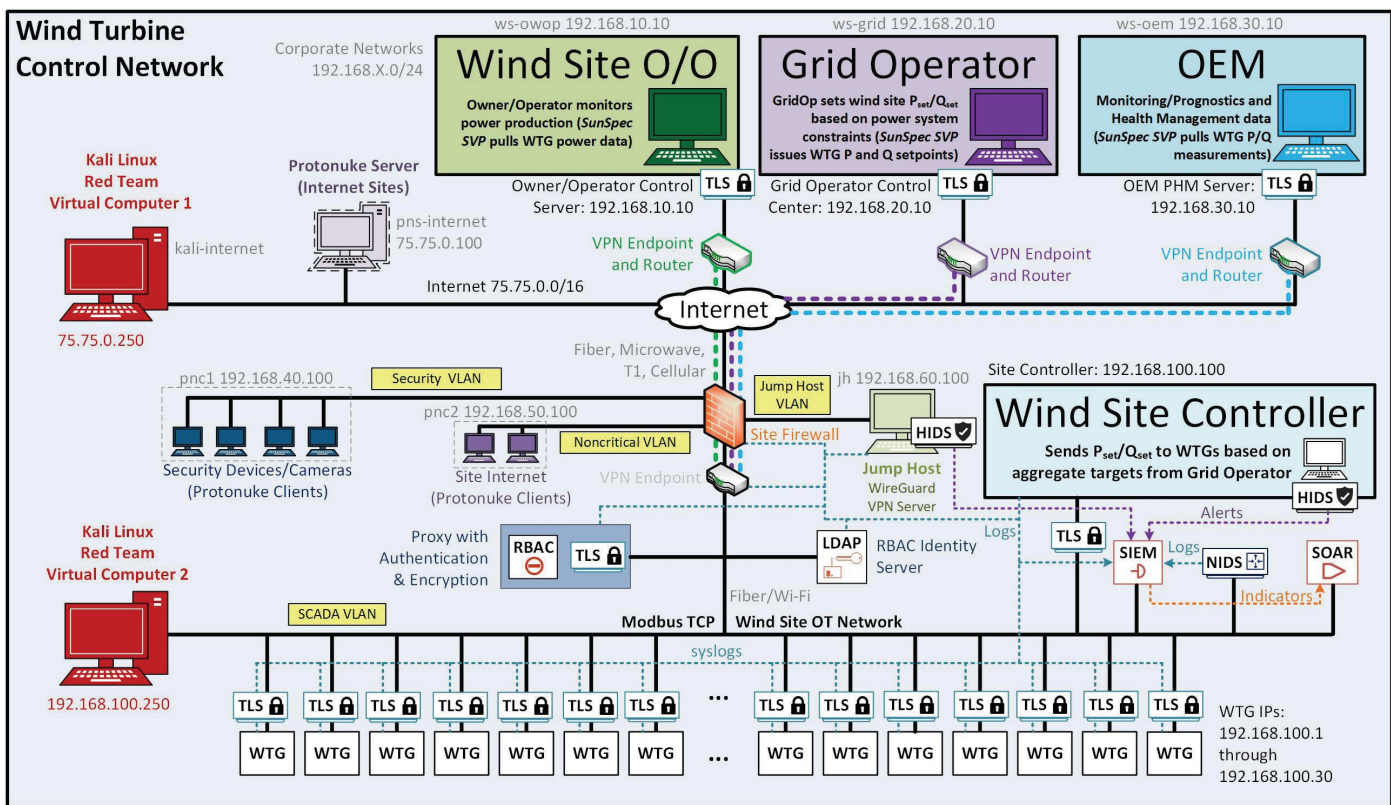 Wind Turbine
Control Network
Corporate Networks
192.168.X.0/24
ws-owop 192.168.10.10
Wind Site O/O
Owner/Operator monitors
power production (SunSpec
SVP pulls WTG power data)
TLS
Owner/Operator Control
Server: 192.168.10.10
VPN Endpoint
and Router
ws-grid 192.168.20.10
Grid Operator
GridOp sets wind site Pset/Qset
based on power system
constraints (SunSpec SVP
issues WTG P and Q setpoints)
TLS
Grid Operator Control
Center: 192.168.20.10
VPN Endpoint
and Router
ws-oem 192.168.30.10
OEM
Monitoring/Prognostics and
Health Management data
(SunSpec SVP pulls WTG P/Q
measurements)
TLS
OEM PHM Server:
192.168.30.10
VPN Endpoint
and Router
Kali Linux
Red Team
Virtual Computer 1
kali-internet
75.75.0.250
Protonuke Server
(Internet Sites)
pns-internet
75.75.0.100
Internet 75.75.0.0/16
Internet
Fiber, Microwave,
T1, Cellular
pnc1 192.168.40.100
Security VLAN
Security Devices/Cameras
(Protonuke Clients)
pnc2 192.168.50.100
Noncritical VLAN
Site Internet
(Protonuke Clients)
Jump Host
VLAN
jh 192.168.60.100
Site Firewall
HIDS
Jump Host
WireGuard
VPN Server
VPN Endpoint
Site Controller: 192.168.100.100
Wind Site Controller
Sends Pset/Qset to WTGs based on
aggregate targets from Grid Operator
HIDS
TLS
Alerts
Logs
SIEM
Logs
NIDS
SOAR
Indicators
Proxy with
Authentication
& Encryption
RBAC
TLS
LDAP
RBAC Identity
Server
Kali Linux
Red Team
Virtual Computer 2
192.168.100.250
SCADA VLAN
Fiber/Wi-Fi
Modbus TCP
Wind Site OT Network
syslogs
TLS TLS TLS TLS TLS TLS TLS ... TLS TLS TLS TLS TLS TLS TLS
WTG WTG WTG WTG WTG WTG WTG ... WTG WTG WTG WTG WTG WTG WTG
WTG IPs:
192.168.100.1
through
192.168.100.30